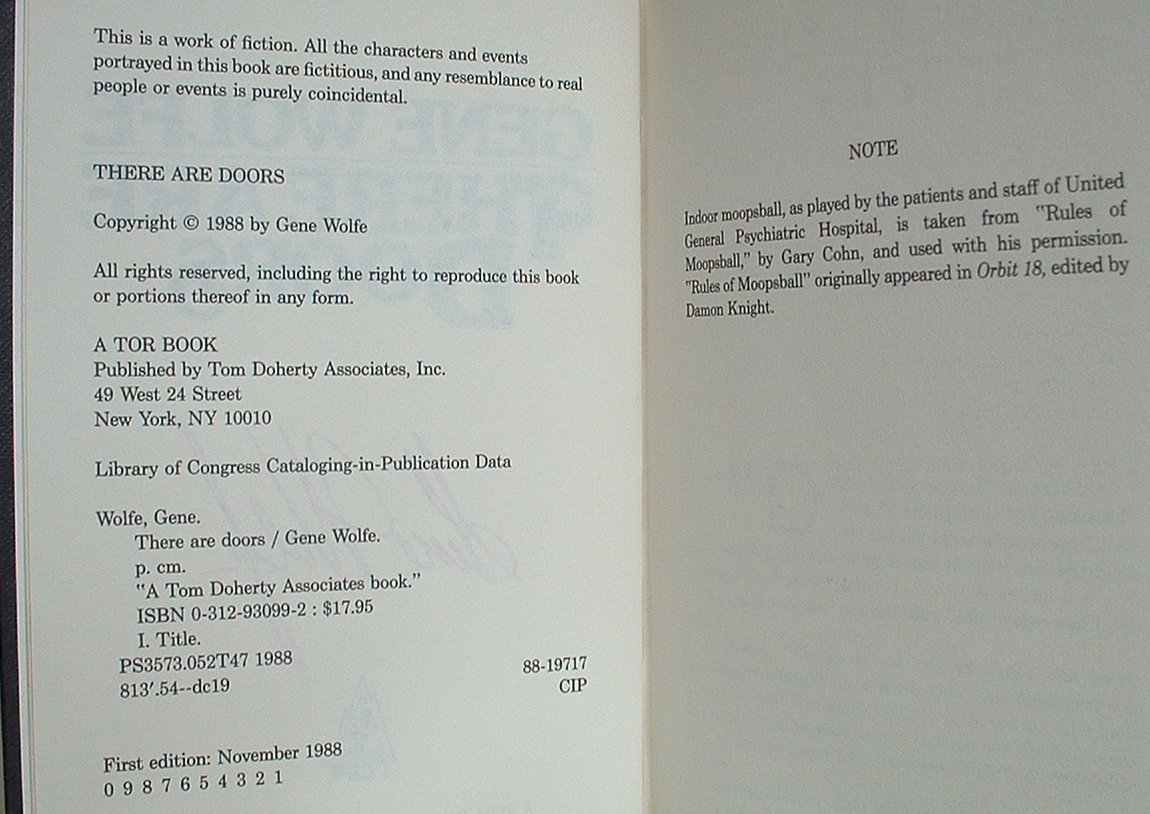 This is a work of fiction. All the characters and events
portrayed in this book are fictitious, and any resemblance to real
people or events is purely coincidental.
THERE ARE DOORS
Copyright © 1988 by Gene Wolfe
All rights reserved, including the right to reproduce this book
or portions thereof in any form.
A TOR BOOK
Published by Tom Doherty Associates, Inc.
49 West 24 Street
New York, NY 10010
Library of Congress Cataloging-in-Publication Data
Wolfe, Gene.
There are doors / Gene Wolfe.
p. cm.
"A Tom Doherty Associates book."
ISBN 0-312-93099-2 : $17.95
I. Title.
PS3573.052T47 1988
813'.54--dc19
88-19717
CIP
First edition: November 1988
0 9 8 7 6 5 4 3 2 1
NOTE
Indoor moopsball, as played by the patients and staff of United
General Psychiatric Hospital, is taken from "Rules of
Moopsball," by Gary Cohn, and used with his permission.
"Rules of Moopsball" originally appeared in Orbit 18, edited by
Damon Knight.